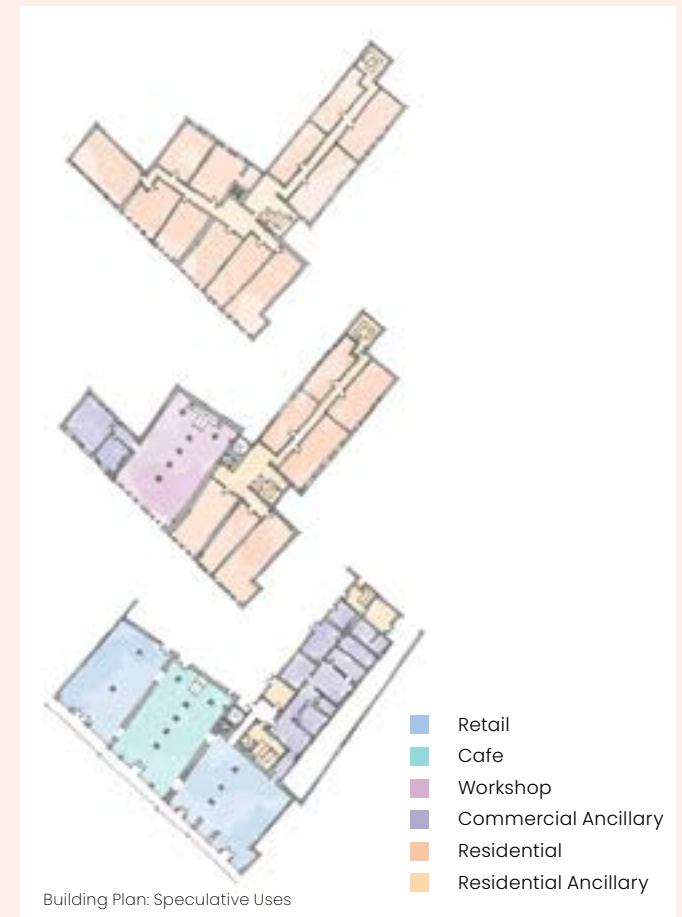 Retail
Cafe
Workshop
Commercial Ancillary
Residential
Residential Ancillary
Building Plan: Speculative Uses